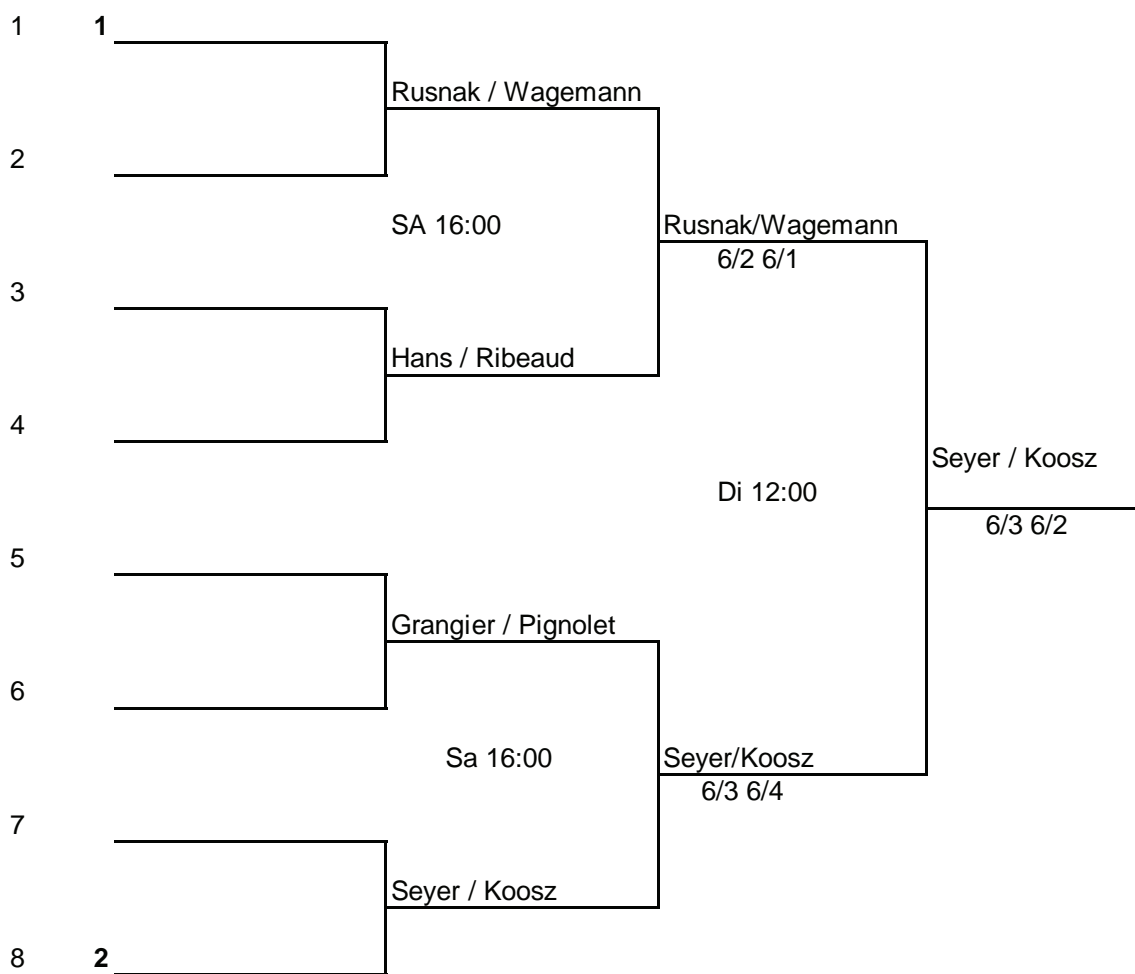 1 1
Rusnak / Wagemann
2
SA 16:00
Rusnak/Wagemann
6/2 6/1
3
Hans / Ribeaud
4
Seyer / Koosz
Di 12:00
6/3 6/2
5
Grangier / Pignolet
6
Sa 16:00
Seyer/Koosz
6/3 6/4
7
Seyer / Koosz
8 2